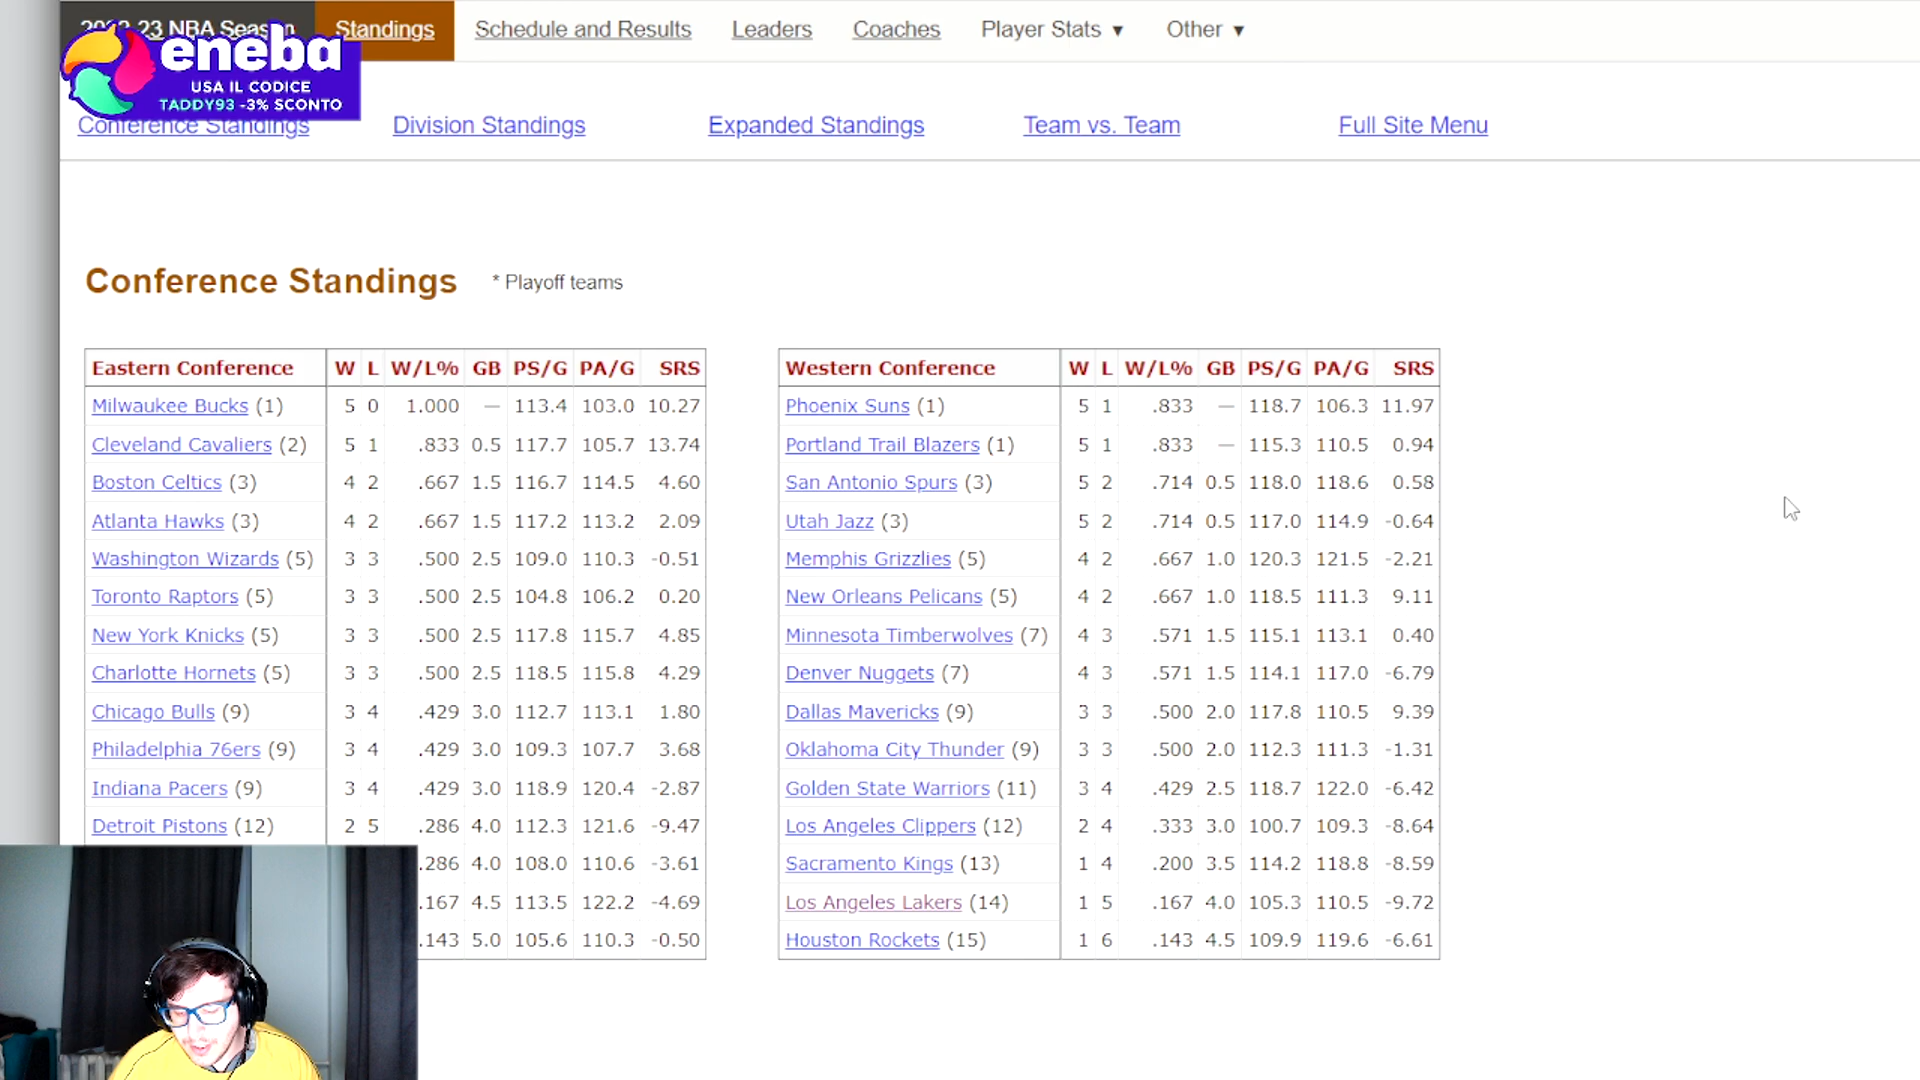 Standings Schedule and Results Leaders Coaches Player Stats ▼ Other ▼
eneba
USA IL CODICE
TADDY93 -3% SCONTO
Conference Standings Division Standings Expanded Standings Team vs. Team Full Site Menu
Conference Standings * Playoff teams
Eastern Conference W L W/L% GB PS/G PA/G SRS
Milwaukee Bucks (1) 5 0 1.000 — 113.4 103.0 10.27
Cleveland Cavaliers (2) 5 1 .833 0.5 117.7 105.7 13.74
Boston Celtics (3) 4 2 .667 1.5 116.7 114.5 4.60
Atlanta Hawks (3) 4 2 .667 1.5 117.2 113.2 2.09
Washington Wizards (5) 3 3 .500 2.5 109.0 110.3 -0.51
Toronto Raptors (5) 3 3 .500 2.5 104.8 106.2 0.20
New York Knicks (5) 3 3 .500 2.5 117.8 115.7 4.85
Charlotte Hornets (5) 3 3 .500 2.5 118.5 115.8 4.29
Chicago Bulls (9) 3 4 .429 3.0 112.7 113.1 1.80
Philadelphia 76ers (9) 3 4 .429 3.0 109.3 107.7 3.68
Indiana Pacers (9) 3 4 .429 3.0 118.9 120.4 -2.87
Detroit Pistons (12) 2 5 .286 4.0 112.3 121.6 -9.47
.286 4.0 108.0 110.6 -3.61
.167 4.5 113.5 122.2 -4.69
.143 5.0 105.6 110.3 -0.50
Western Conference W L W/L% GB PS/G PA/G SRS
Phoenix Suns (1) 5 1 .833 — 118.7 106.3 11.97
Portland Trail Blazers (1) 5 1 .833 — 115.3 110.5 0.94
San Antonio Spurs (3) 5 2 .714 0.5 118.0 118.6 0.58
Utah Jazz (3) 5 2 .714 0.5 117.0 114.9 -0.64
Memphis Grizzlies (5) 4 2 .667 1.0 120.3 121.5 -2.21
New Orleans Pelicans (5) 4 2 .667 1.0 118.5 111.3 9.11
Minnesota Timberwolves (7) 4 3 .571 1.5 115.1 113.1 0.40
Denver Nuggets (7) 4 3 .571 1.5 114.1 117.0 -6.79
Dallas Mavericks (9) 3 3 .500 2.0 117.8 110.5 9.39
Oklahoma City Thunder (9) 3 3 .500 2.0 112.3 111.3 -1.31
Golden State Warriors (11) 3 4 .429 2.5 118.7 122.0 -6.42
Los Angeles Clippers (12) 2 4 .333 3.0 100.7 109.3 -8.64
Sacramento Kings (13) 1 4 .200 3.5 114.2 118.8 -8.59
Los Angeles Lakers (14) 1 5 .167 4.0 105.3 110.5 -9.72
Houston Rockets (15) 1 6 .143 4.5 109.9 119.6 -6.61